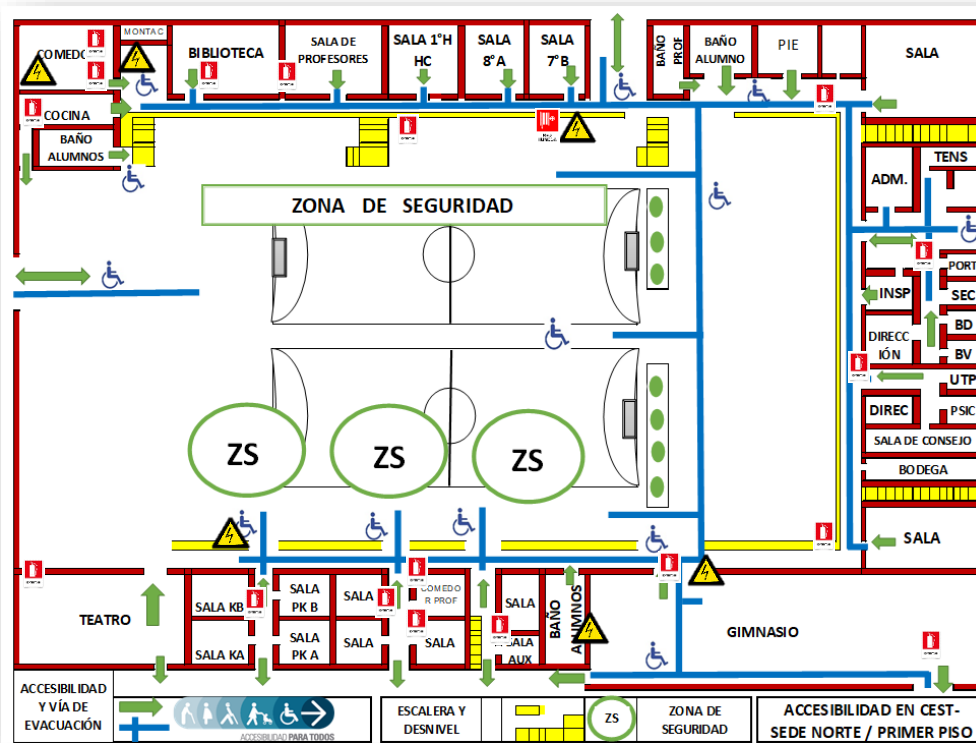 COMEDO
MONTAC
BIBLIOTECA
SALA DE
PROFESORES
SALA 1°H
HC
SALA
8°A
SALA
7°B
BAÑO
PROF
BAÑO
ALUMNO
PIE
SALA
COCINA
BAÑO
ALUMNOS
ADM.
TENS
ZONA DE SEGURIDAD
PORT
INSP
SEC
BD
DIRECC
IÓN
BV
UTP
DIREC
PSIC
SALA DE CONSEJO
BODEGA
ZS
ZS
ZS
SALA
TEATRO
SALA KB
SALA
PK B
SALA
COMEDO
R PROF
SALA
BAÑO
ALUMNOS
SALA KA
SALA
PK A
SALA
SALA
SALA
AUX
GIMNASIO
ACCESIBILIDAD
Y VÍA DE
EVACUACIÓN
ACCESIBILIDAD PARA TODOS
ESCALERA Y
DESNIVEL
ZS
ZONA DE
SEGURIDAD
ACCESIBILIDAD EN CEST-
SEDE NORTE / PRIMER PISO